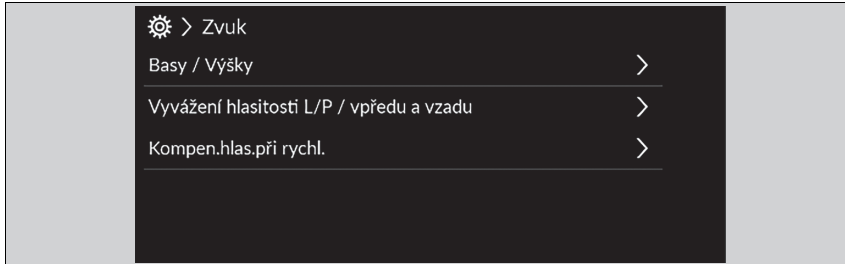 > Zvuk
Basy / Výšky
Vyvážení hlasitosti L/P / vpředu a vzadu
Kompen.hlas.při rychl.